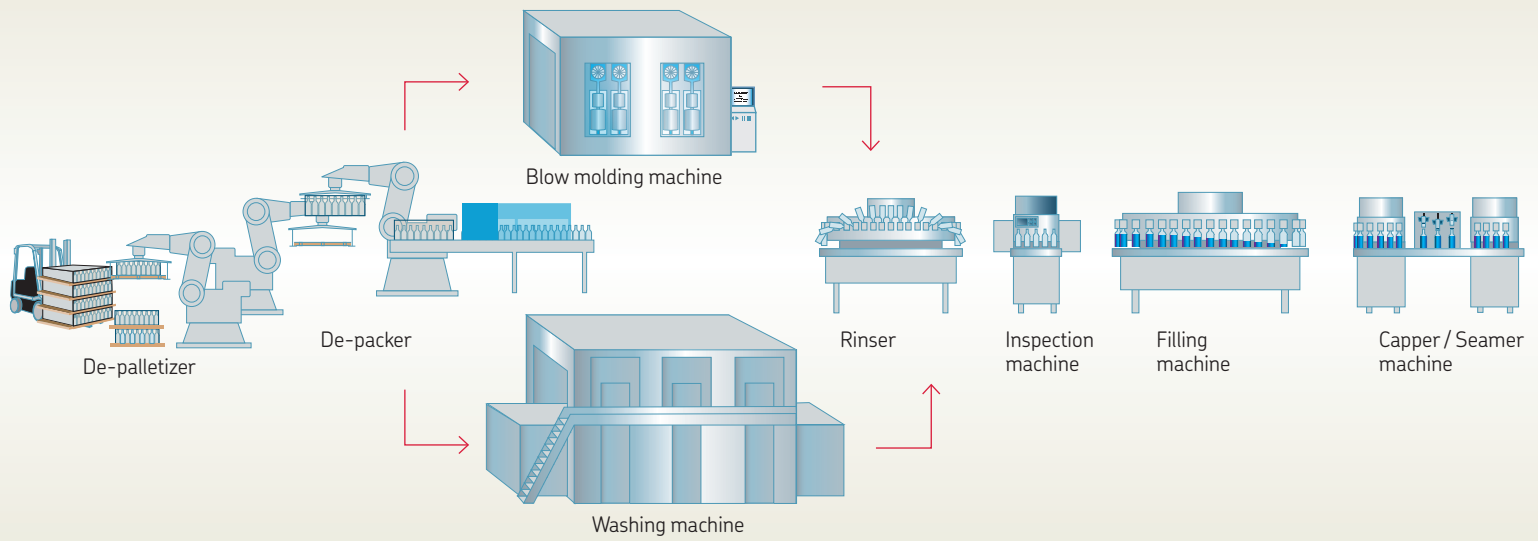 Blow molding machine
De-palletizer
De-packer
Rinser
Inspection
machine
Filling
machine
Capper / Seamer
machine
Washing machine